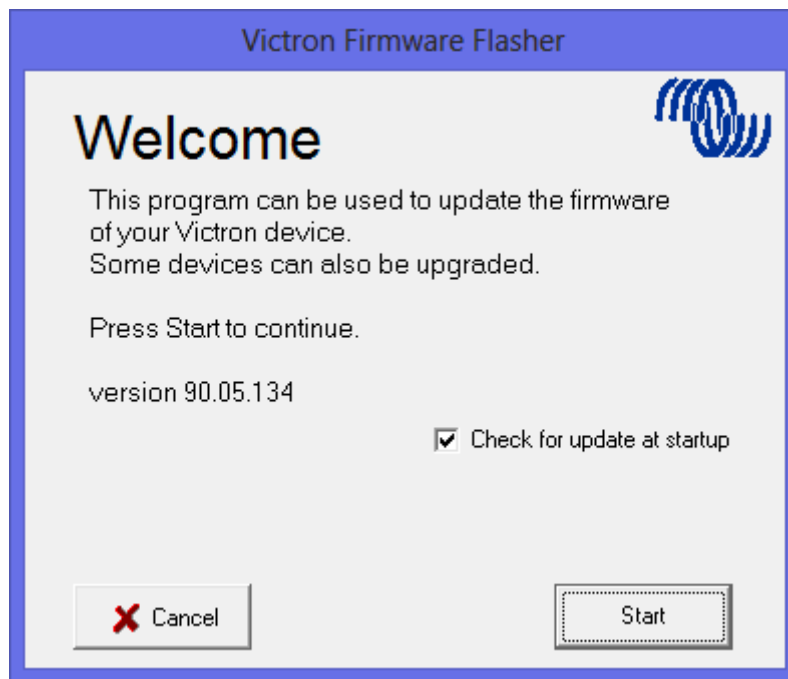 Victron Firmware Flasher
Welcome
This program can be used to update the firmware
of your Victron device.
Some devices can also be upgraded.
Press Start to continue.
version 90.05.134
Check for update at startup
Cancel
Start